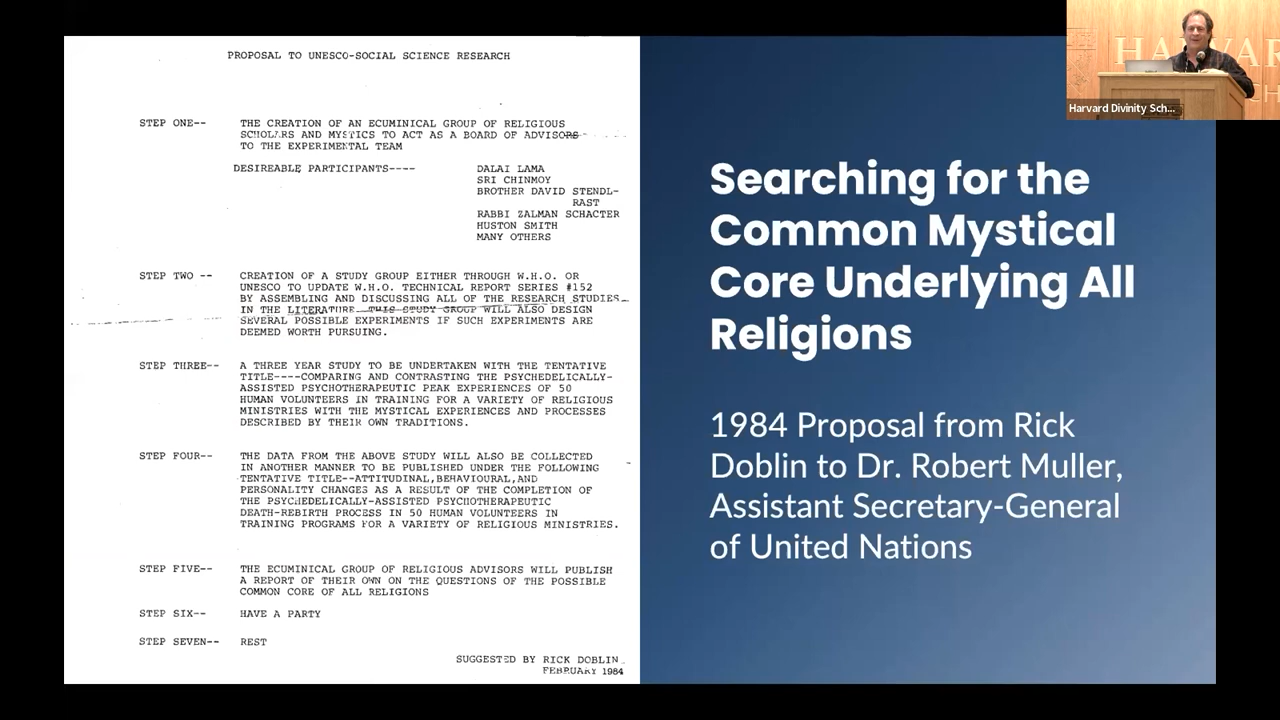 PROPOSAL TO UNESCO-SOCIAL SCIENCE RESEARCH
STEP ONE--
THE CREATION OF AN ECUMINICAL GROUP OF RELIGIOUS
SCHOLARS AND MYSTICS TO ACT AS A BOARD OF ADVISORS
TO THE EXPERIMENTAL TEAM
DESIREABLE PARTICIPANTS----
DALAI LAMA
SRI CHINMOY
BROTHER DAVID STENDL-
RAST
RABBI ZALMAN SCHACTER
HUSTON SMITH
MANY OTHERS
STEP TWO --
CREATION OF A STUDY GROUP EITHER THROUGH W.H.O. OR
UNESCO TO UPDATE W.H.O. TECHNICAL REPORT SERIES #152
BY ASSEMBLING AND DISCUSSING ALL OF THE RESEARCH STUDIES
IN THE LITERATURE. THIS STUDY GROUP WILL ALSO DESIGN
SEVERAL POSSIBLE EXPERIMENTS IF SUCH EXPERIMENTS ARE
DEEMED WORTH PURSUING.
STEP THREE--
A THREE YEAR STUDY TO BE UNDERTAKEN WITH THE TENTATIVE
TITLE----COMPARING AND CONTRASTING THE PSYCHEDELICALLY-
ASSISTED PSYCHOTHERAPEUTIC PEAK EXPERIENCES OF 50
HUMAN VOLUNTEERS IN TRAINING FOR A VARIETY OF RELIGIOUS
MINISTRIES WITH THE MYSTICAL EXPERIENCES AND PROCESSES
DESCRIBED BY THEIR OWN TRADITIONS.
STEP FOUR--
THE DATA FROM THE ABOVE STUDY WILL ALSO BE COLLECTED
IN ANOTHER MANNER TO BE PUBLISHED UNDER THE FOLLOWING
TENTATIVE TITLE--ATTITUDINAL,BEHAVIOURAL,AND
PERSONALITY CHANGES AS A RESULT OF THE COMPLETION OF
THE PSYCHEDELICALLY-ASSISTED PSYCHOTHERAPEUTIC
DEATH-REBIRTH PROCESS IN 50 HUMAN VOLUNTEERS IN
TRAINING PROGRAMS FOR A VARIETY OF RELIGIOUS MINISTRIES.
STEP FIVE--
THE ECUMINICAL GROUP OF RELIGIOUS ADVISORS WILL PUBLISH
A REPORT OF THEIR OWN ON THE QUESTIONS OF THE POSSIBLE
COMMON CORE OF ALL RELIGIONS
STEP SIX--
HAVE A PARTY
STEP SEVEN--
REST
SUGGESTED BY RICK DOBLIN
FEBRUARY 1984
Searching for the
Common Mystical
Core Underlying All
Religions
1984 Proposal from Rick
Doblin to Dr. Robert Muller,
Assistant Secretary-General
of United Nations
Harvard Divinity Sch...